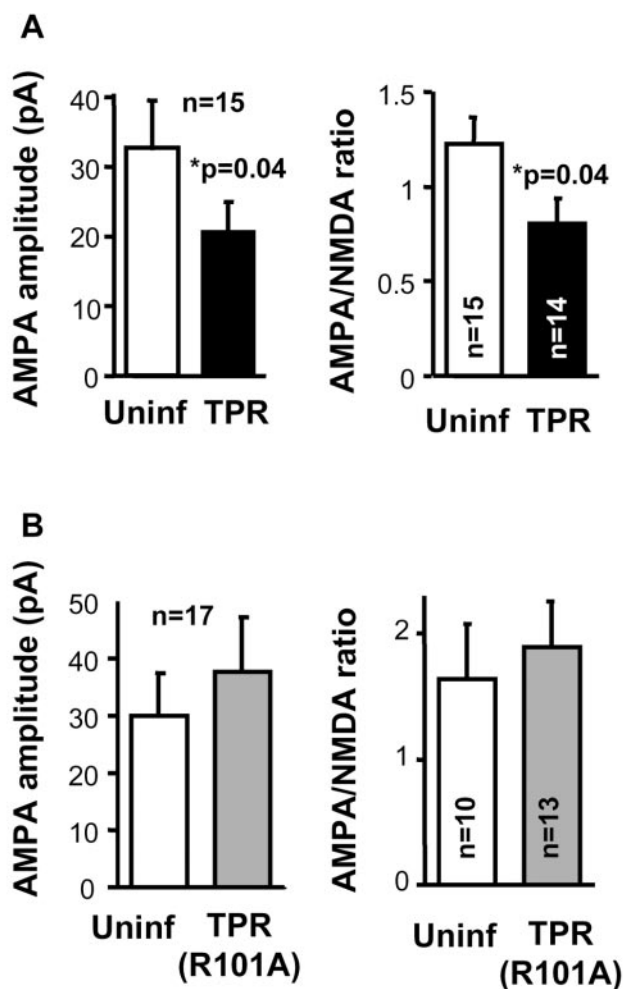 A
AMPA amplitude (pA)
40
30
20
10
0
n=15
*p=0.04
Uninf TPR
AMPA/NMDA ratio
1.5
1
0.5
0
*p=0.04
n=15
n=14
Uninf TPR
B
AMPA amplitude (pA)
50
40
30
20
10
0
n=17
Uninf TPR
(R101A)
AMPA/NMDA ratio
2
1
0
n=10
n=13
Uninf TPR
(R101A)